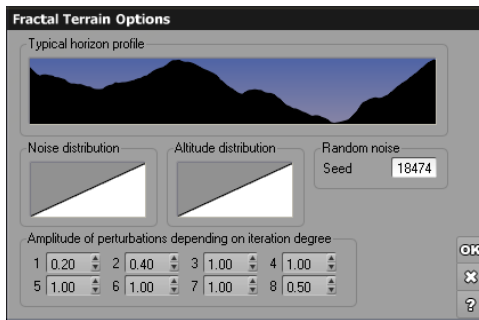 Fractal Terrain Options
Typical horizon profile
Noise distribution Altitude distribution Random noise
Seed 18474
Amplitude of perturbations depending on iteration degree
1 0.20 2 0.40 3 1.00 4 1.00
5 1.00 6 1.00 7 1.00 8 0.50
OK
?